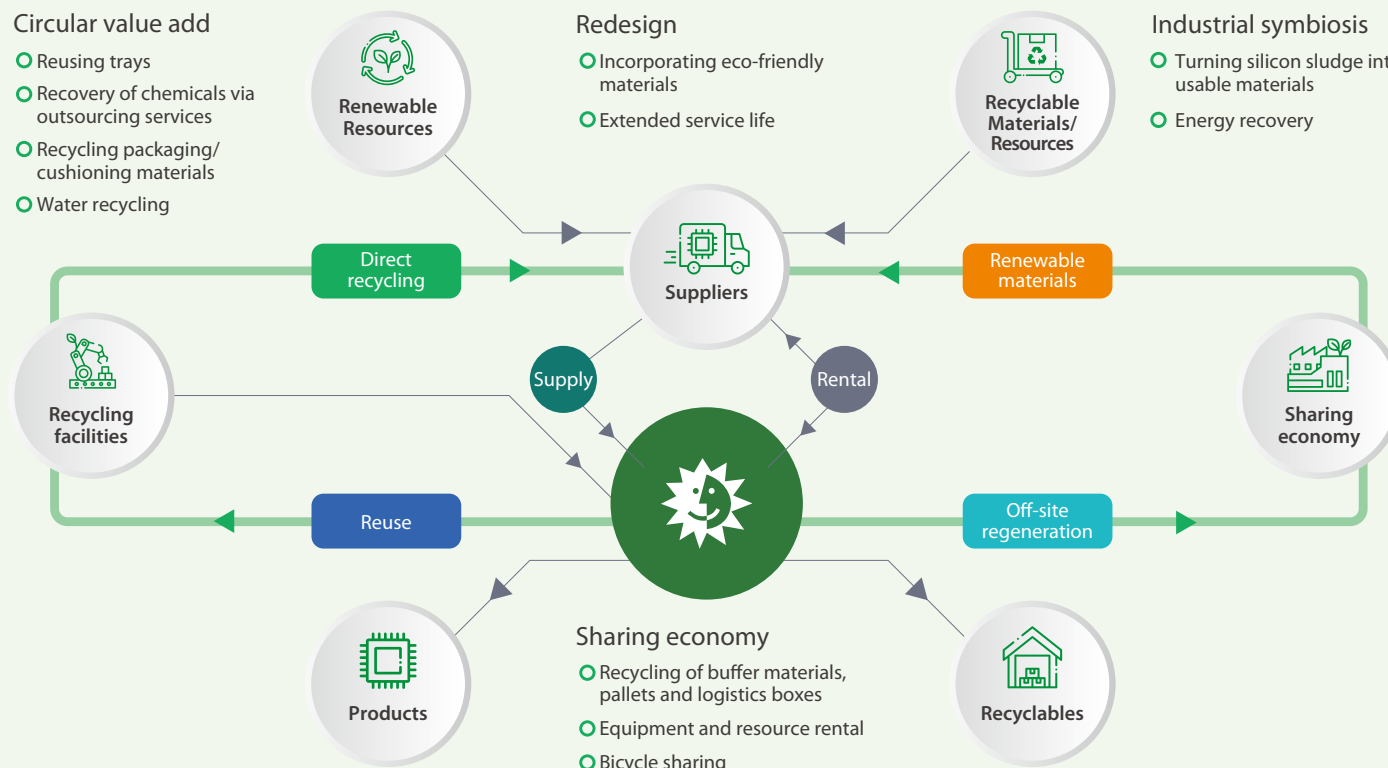 Circular value add
Reusing trays
Recovery of chemicals via
outsourcing services
Recycling packaging/
cushioning materials
Water recycling
Renewable
Resources
Redesign
Incorporating eco-friendly
materials
Extended service life
Recyclable
Materials/
Resources
Industrial symbiosis
Turning silicon sludge int
usable materials
Energy recovery
Direct
recycling
Suppliers
Renewable
materials
Recycling
facilities
Supply
Rental
Sharing
economy
Reuse
Off-site
regeneration
Products
Sharing economy
Recycling of buffer materials,
pallets and logistics boxes
Equipment and resource rental
Bicycle sharing
Recyclables